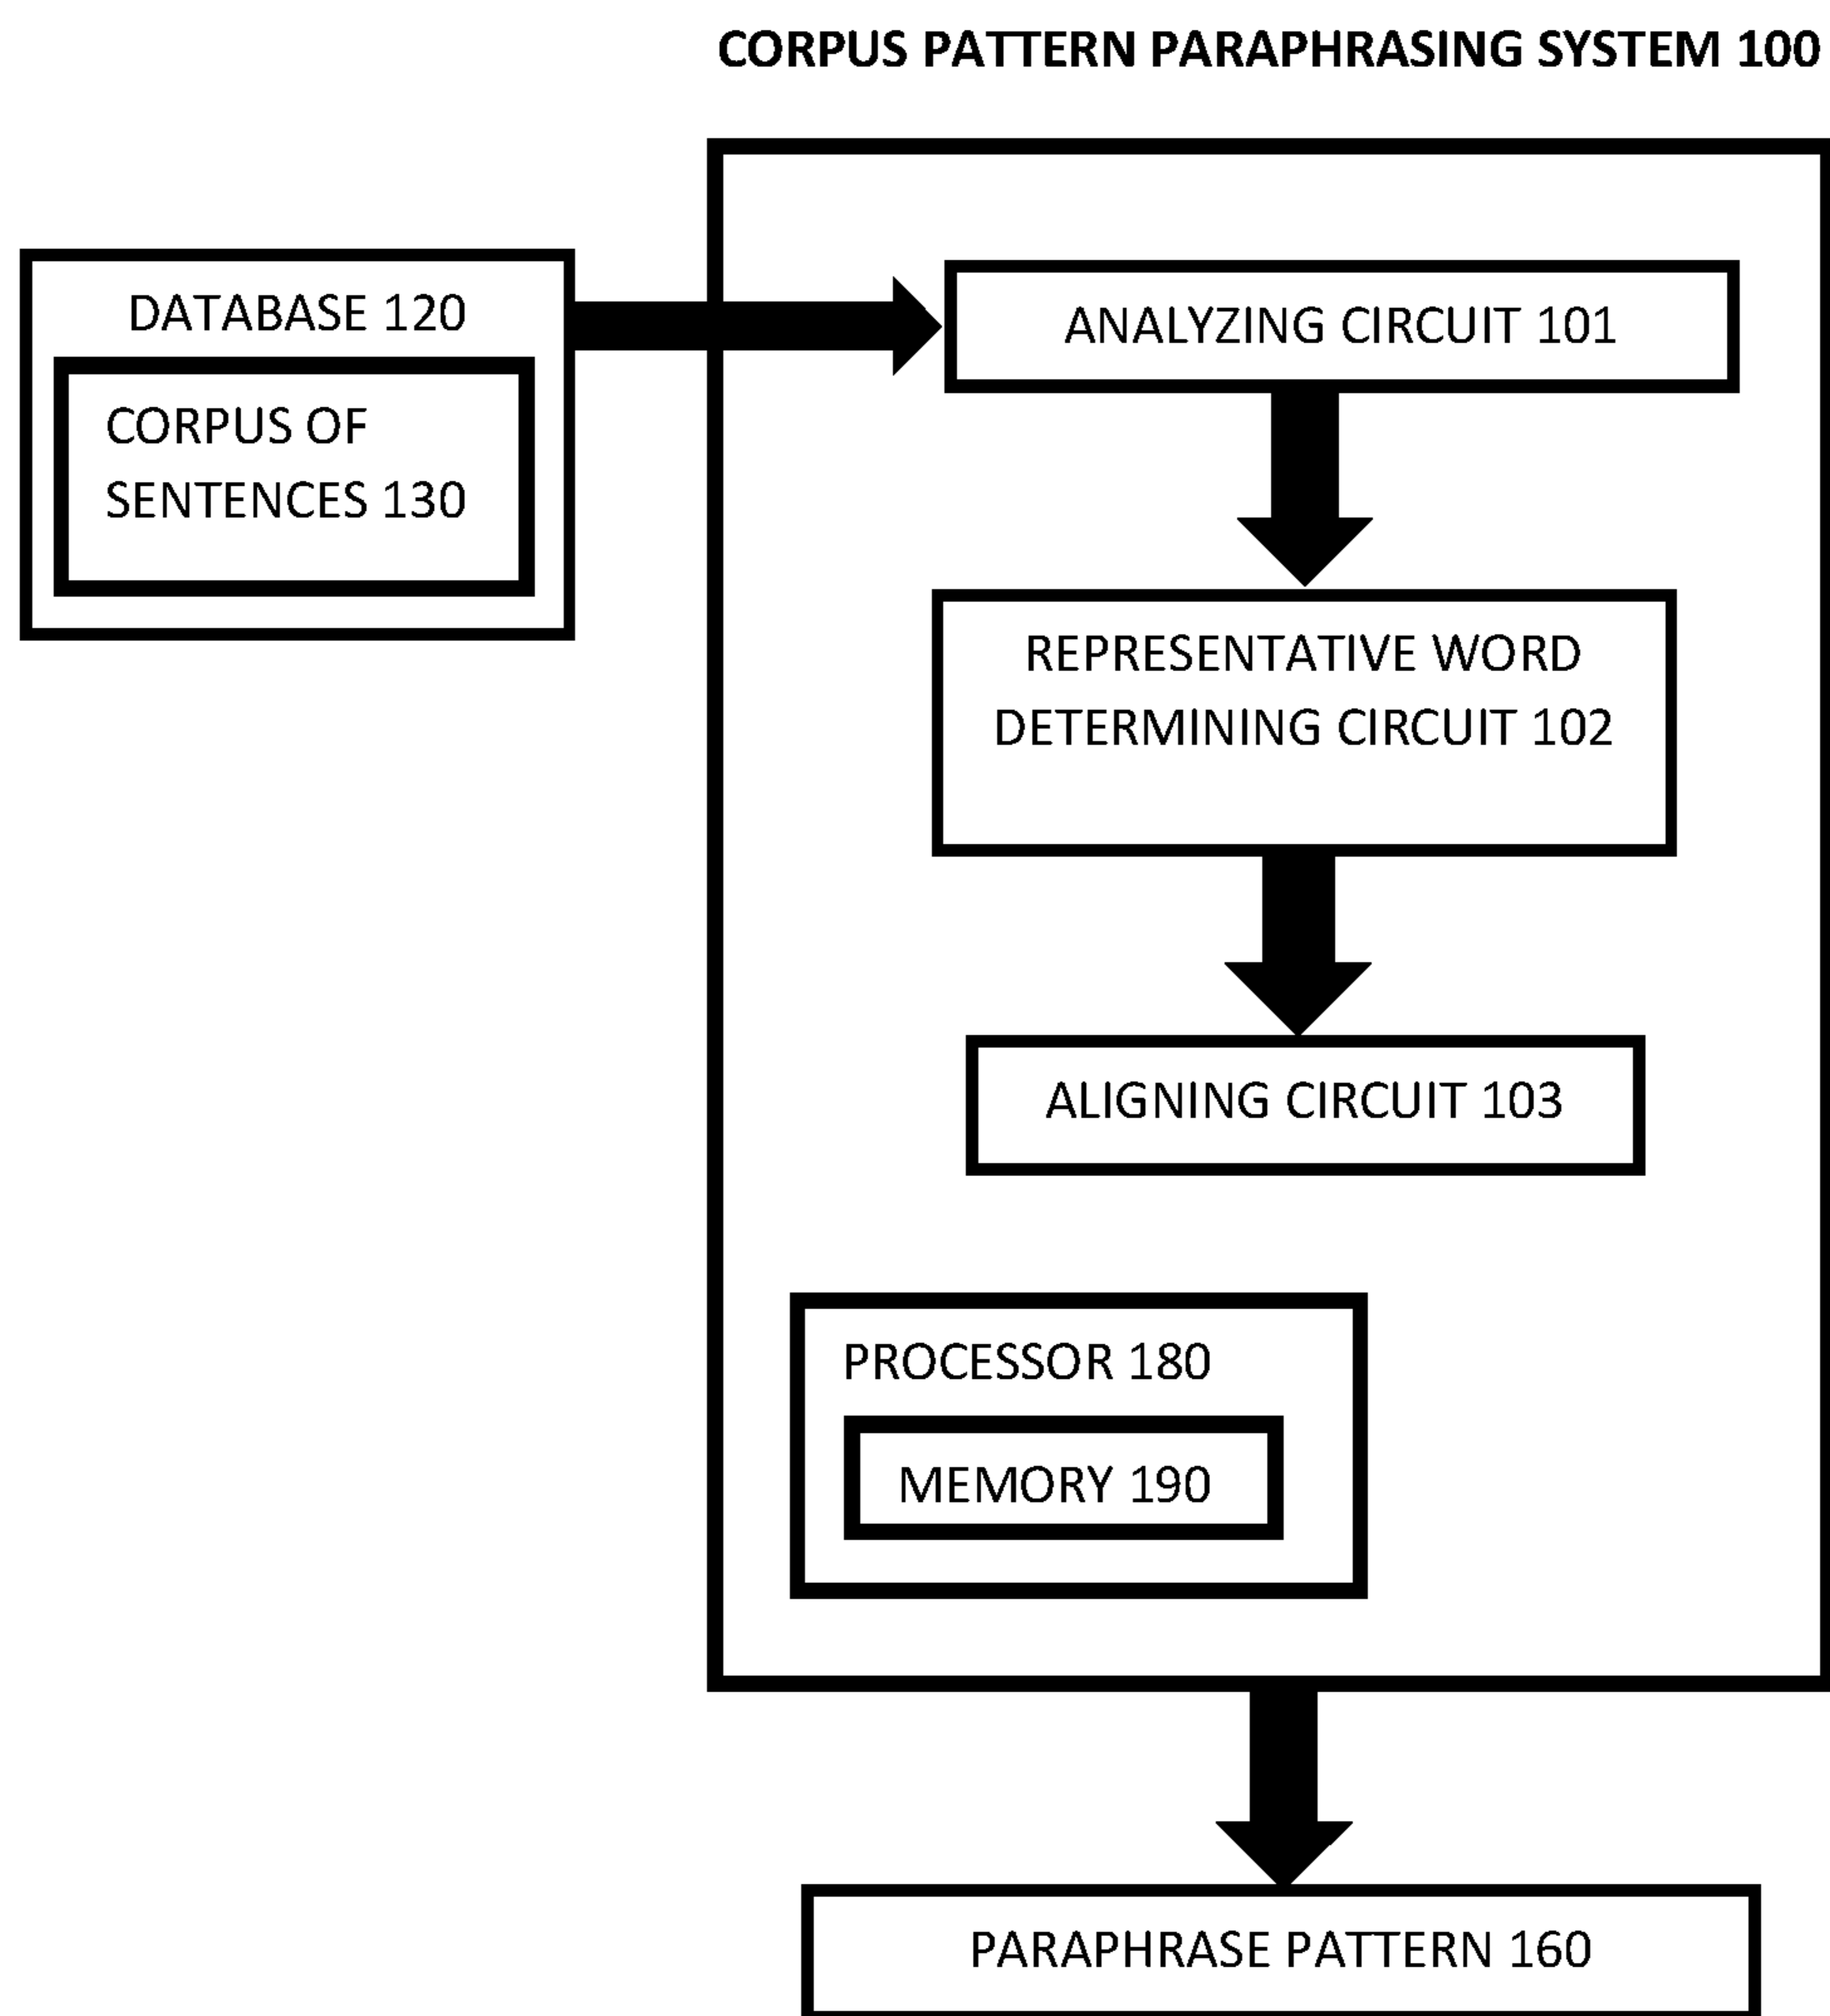 CORPUS PATTERN PARAPHRASING SYSTEM 100
DATABASE 120
CORPUS OF
SENTENCES 130
ANALYZING CIRCUIT 101
REPRESENTATIVE WORD
DETERMINING CIRCUIT 102
ALIGNING CIRCUIT 103
PROCESSOR 180
MEMORY 190
PARAPHRASE PATTERN 160